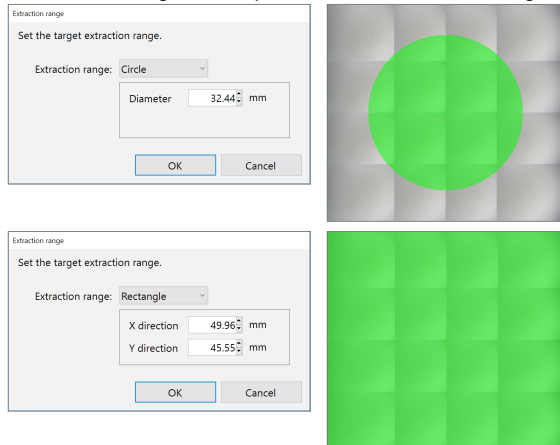 Extraction range
Set the target extraction range.
Extraction range: Circle
Diameter 32.44 mm
OK Cancel
Extraction range
Set the target extraction range.
Extraction range: Rectangle
X direction 49.96 mm
Y direction 45.55 mm
OK Cancel